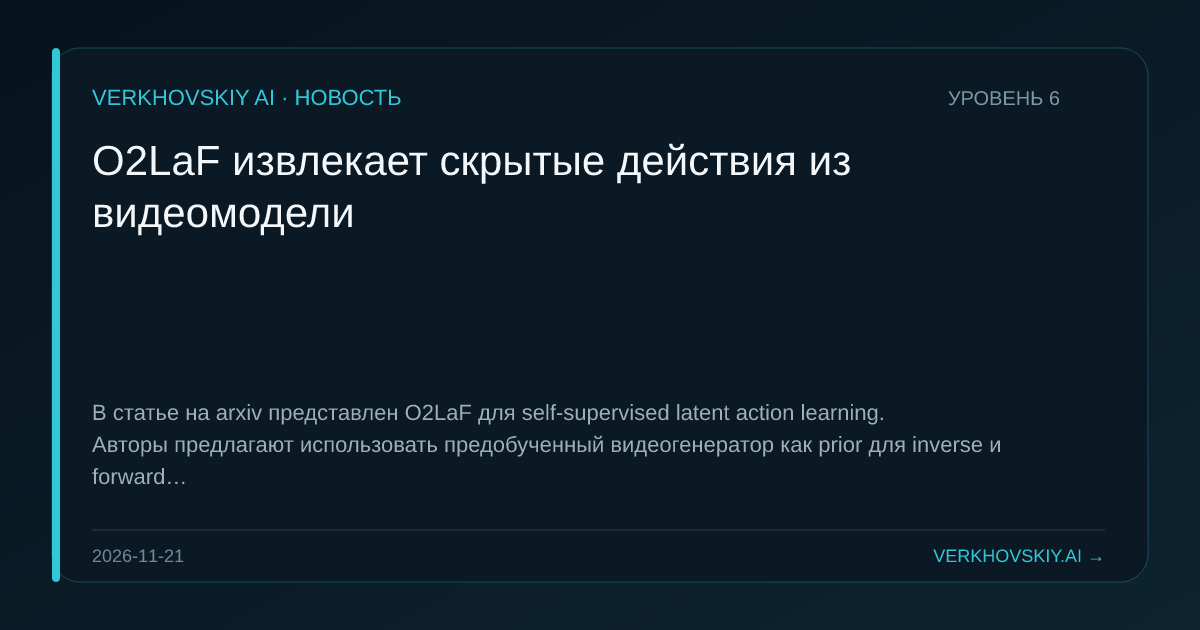 VERKHOVSKIY AI · НОВОСТЬ
УРОВЕНЬ 6
O2LaF извлекает скрытые действия из
видеомодели
В статье на arxiv представлен O2LaF для self-supervised latent action learning.
Авторы предлагают использовать предобученный видеогенератор как prior для inverse и
forward…
2026-11-21
VERKHOVSKIY.AI →